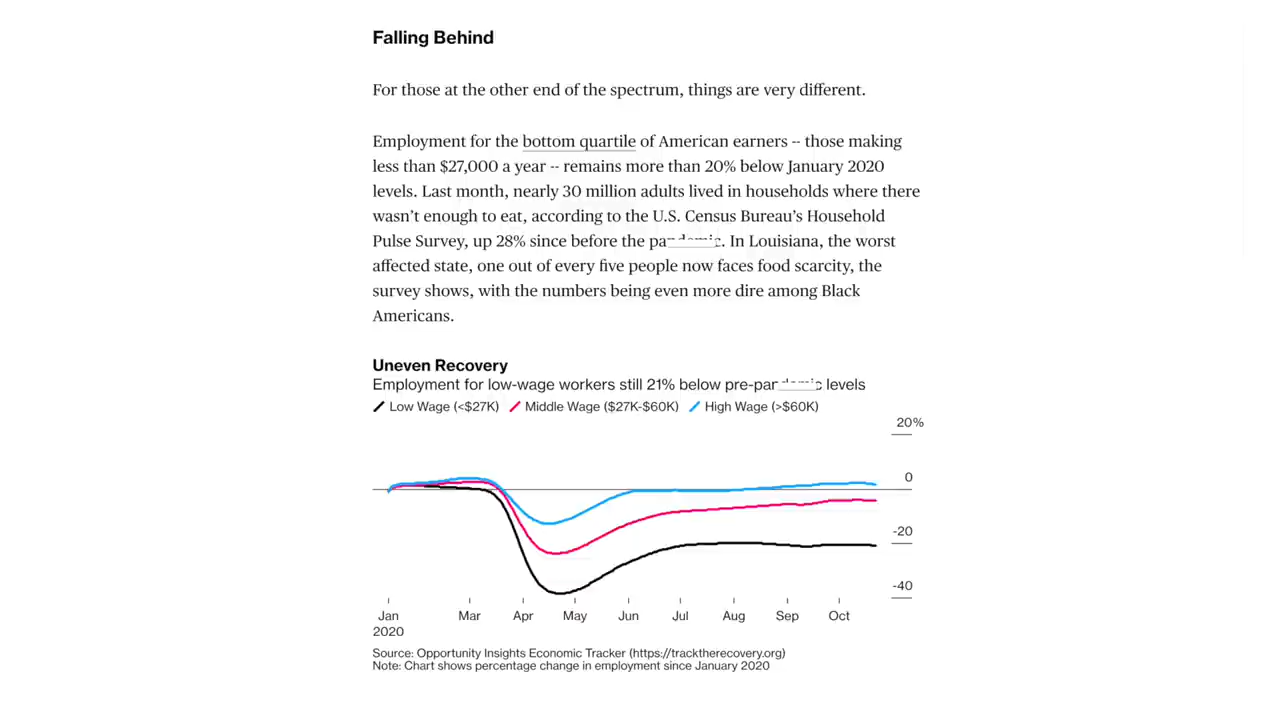 Falling Behind
For those at the other end of the spectrum, things are very different.
Employment for the bottom quartile of American earners -- those making
less than $27,000 a year -- remains more than 20% below January 2020
levels. Last month, nearly 30 million adults lived in households where there
wasn't enough to eat, according to the U.S. Census Bureau's Household
Pulse Survey, up 28% since before the pandemic. In Louisiana, the worst
affected state, one out of every five people now faces food scarcity, the
survey shows, with the numbers being even more dire among Black
Americans.
Uneven Recovery
Employment for low-wage workers still 21% below pre-pandemic levels
Low Wage (<$27K) Middle Wage ($27K-$60K) High Wage (>$60K)
20%
0
-20
-40
Jan Mar Apr May Jun Jul Aug Sep Oct
2020
Source: Opportunity Insights Economic Tracker (https://tracktherecovery.org)
Note: Chart shows percentage change in employment since January 2020